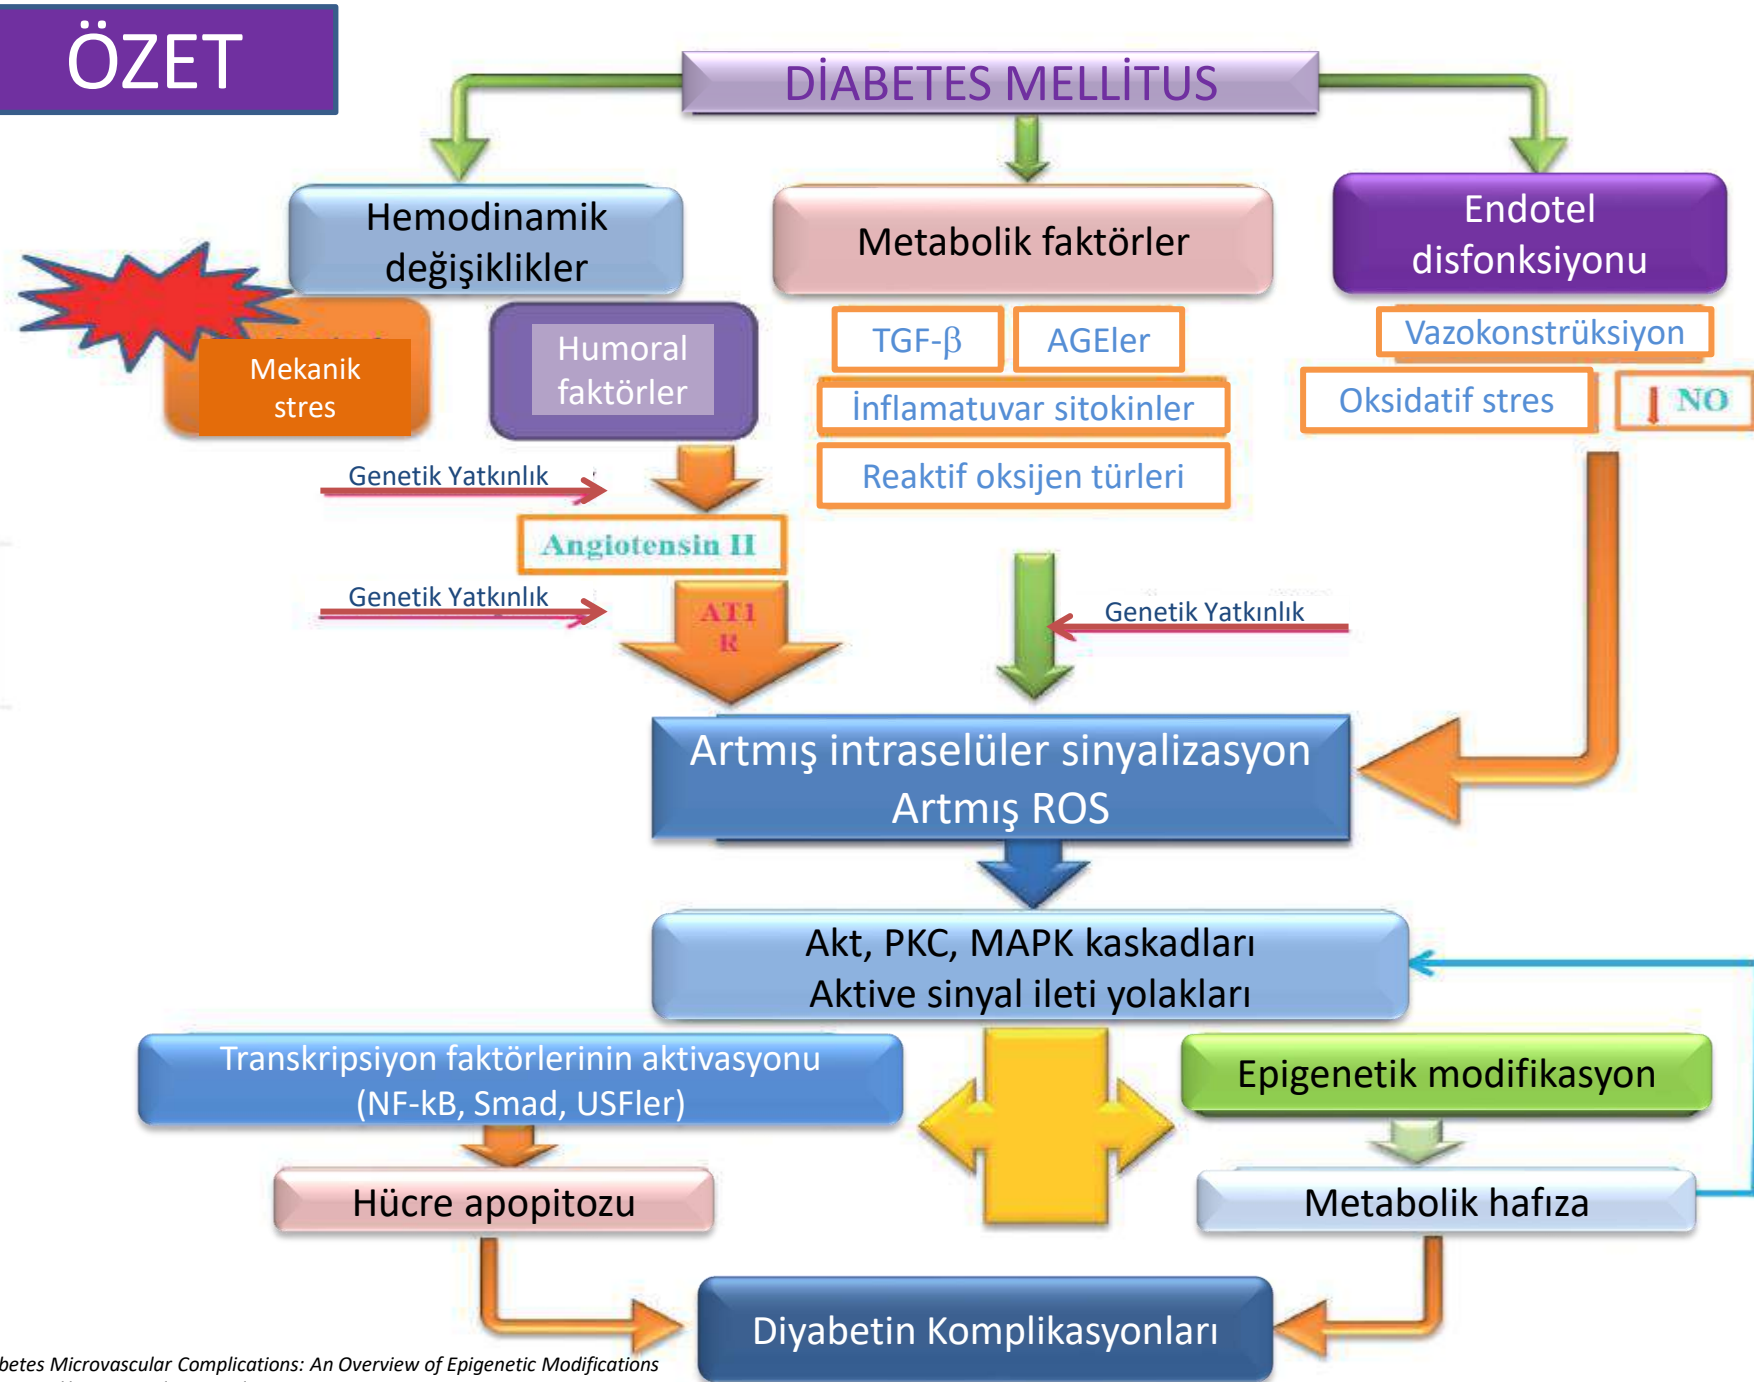 ÖZET
DİABETES MELLİTUS
Hemodinamik
değişiklikler
Metabolik faktörler
Endotel
disfonksiyonu
Mekanik
stres
Humoral
faktörler
TGF-β
AGEler
İnflamatuvar sitokinler
Reaktif oksijen türleri
Vazokonstrüksiyon
Oksidatif stres
NO
Genetik Yatkınlık
Angiotensin II
Genetik Yatkınlık
AT1
R
Genetik Yatkınlık
Artmış intraselüler sinyalizasyon
Artmış ROS
Akt, PKC, MAPK kaskadları
Aktive sinyal ileti yolakları
Transkripsiyon faktörlerinin aktivasyonu
(NF-kB, Smad, USFler)
Epigenetik modifikasyon
Hücre apopitozu
Metabolik hafıza
Diyabetin Komplikasyonları
betes Microvascular Complications: An Overview of Epigenetic Modifications